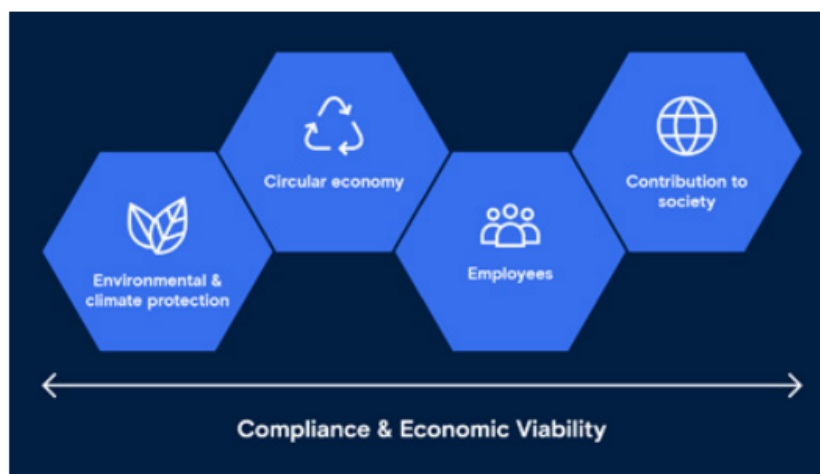 Circular economy
Contribution to
society
Environmental &
climate protection
Employees
Compliance & Economic Viability